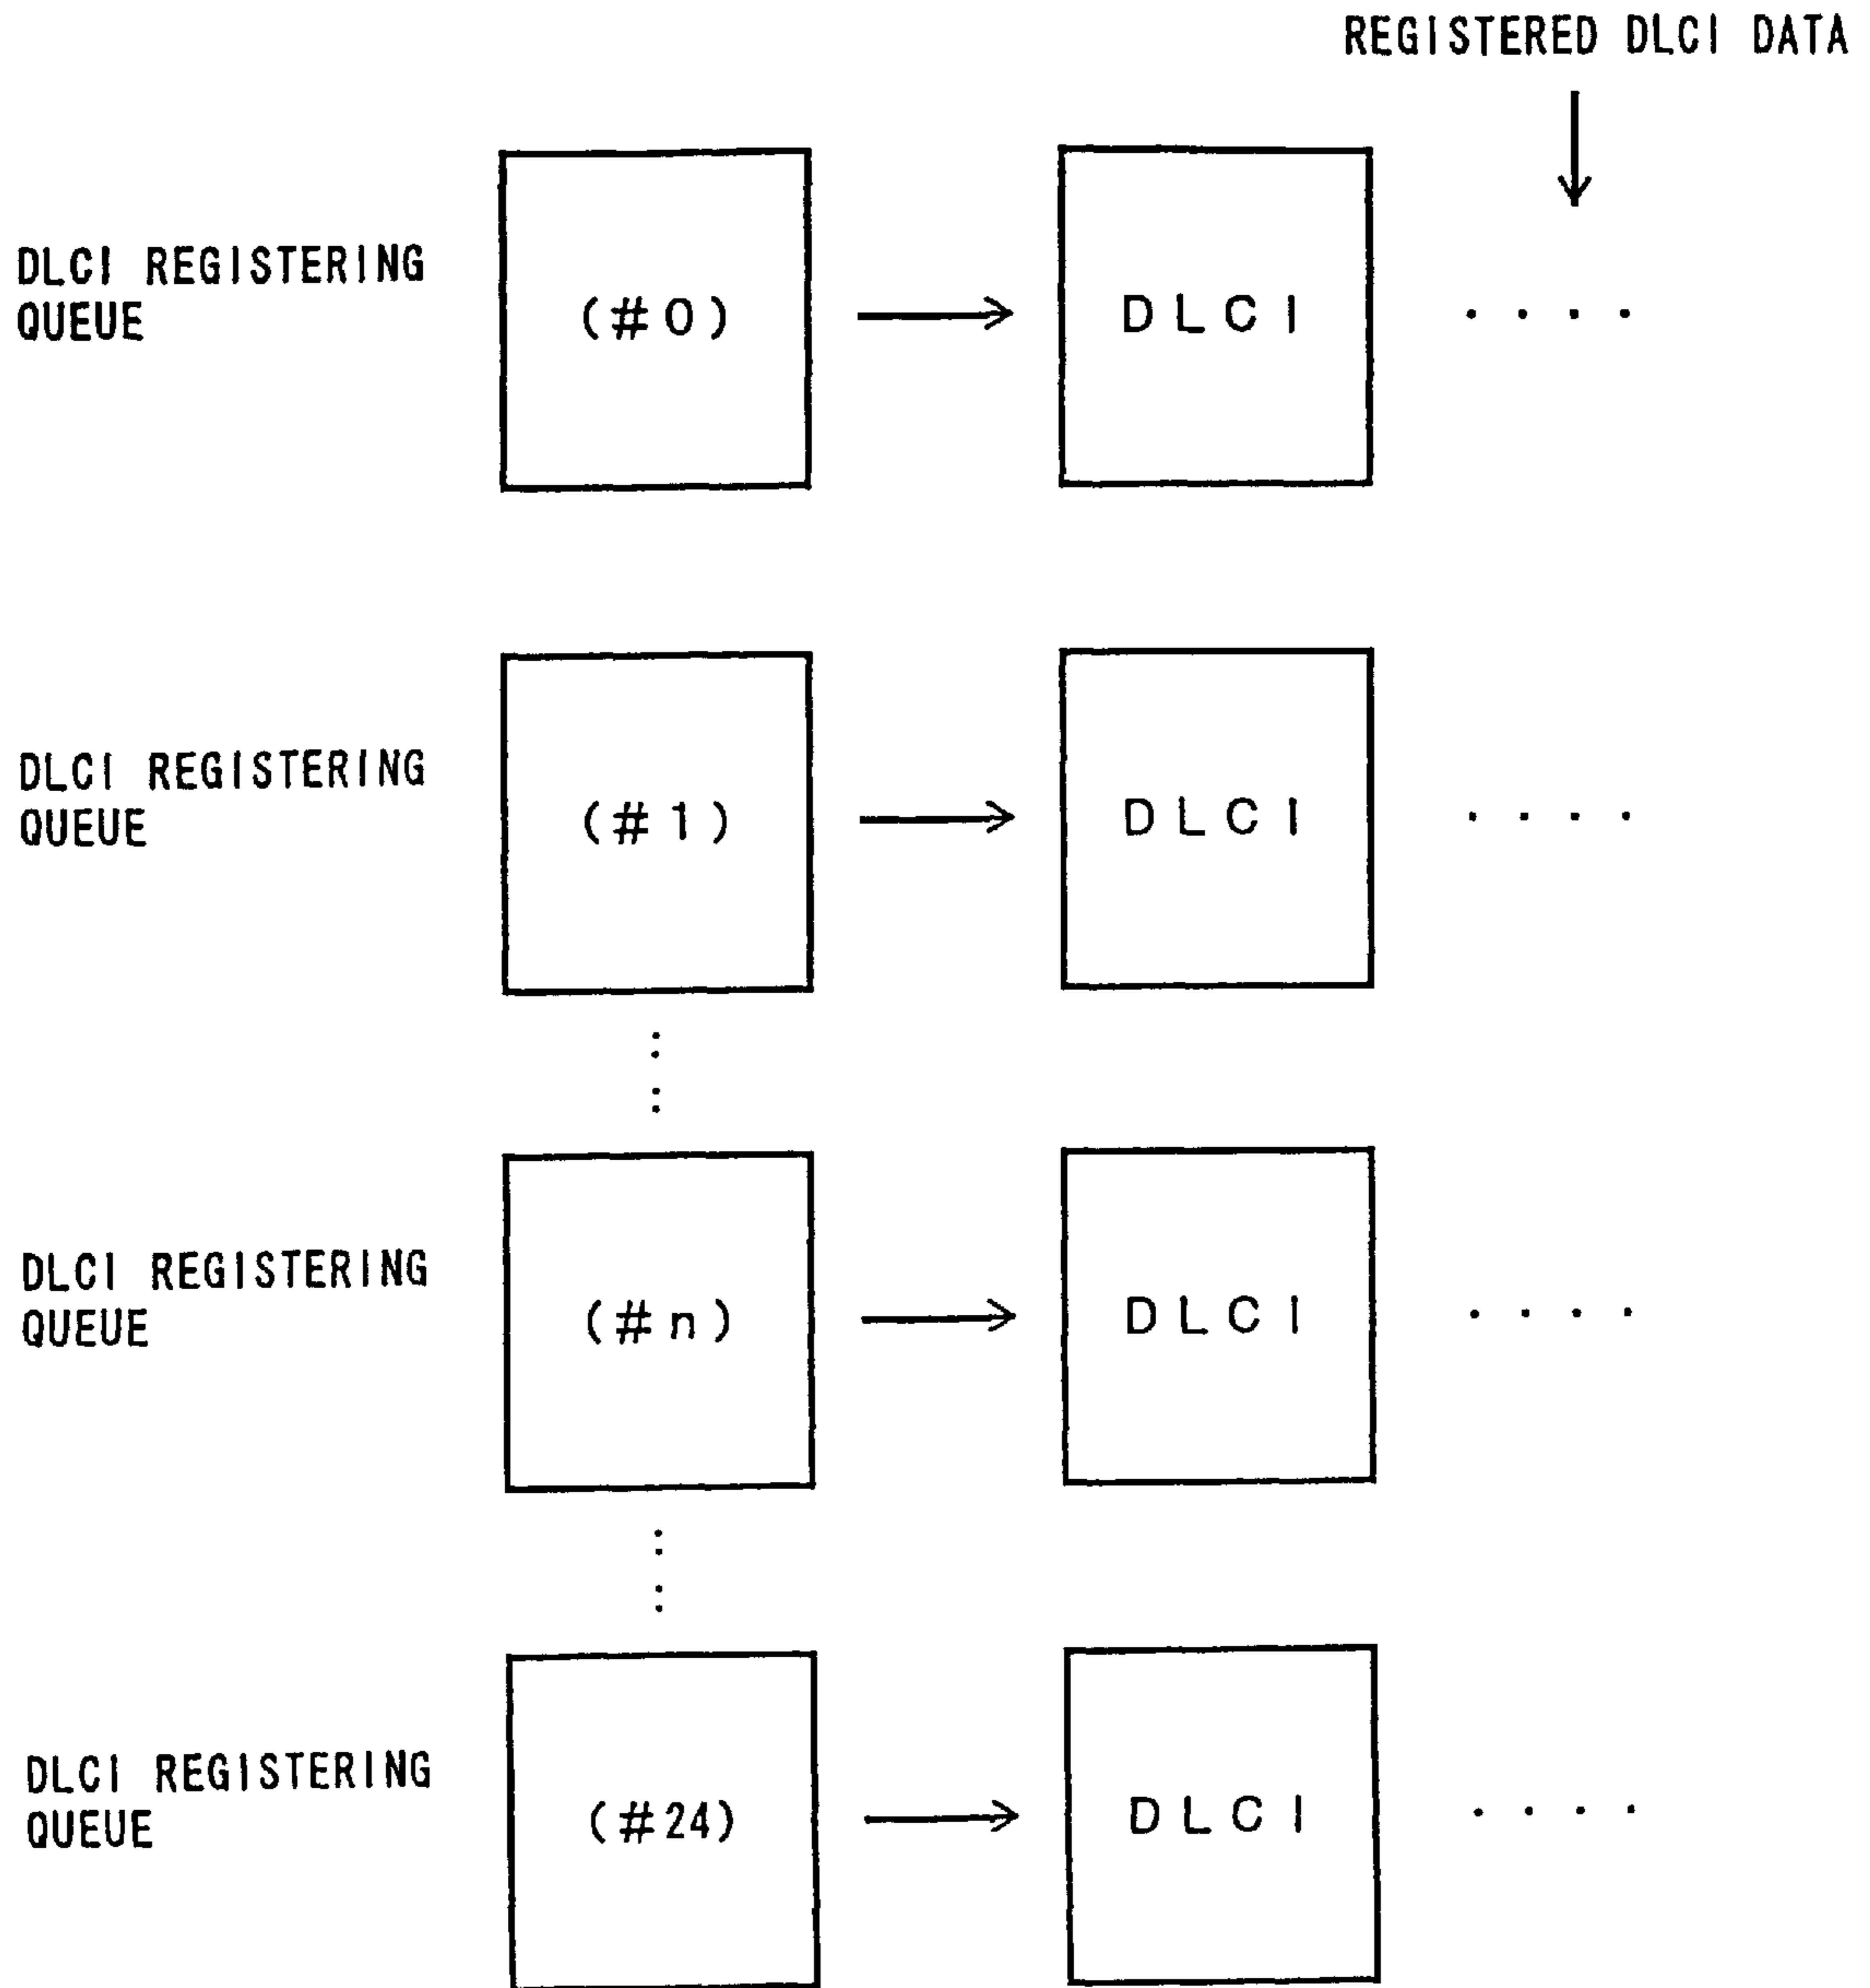 REGISTERED DLCI DATA
DLCI REGISTERING
QUEUE
(#0)
DLCI
. . . .
DLCI REGISTERING
QUEUE
(#1)
DLCI
. . . .
DLCI REGISTERING
QUEUE
(#n)
DLCI
. . . .
DLCI REGISTERING
QUEUE
(#24)
DLCI
. . . .